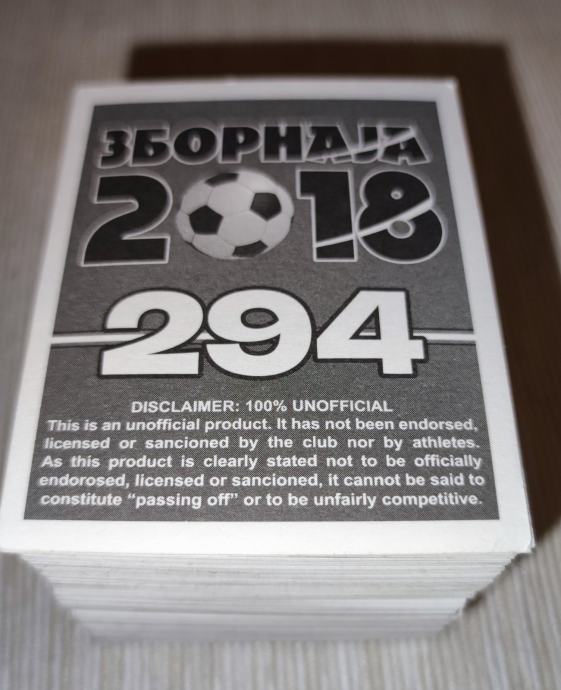 ЗБОРНАЈА
2018
294
DISCLAIMER: 100% UNOFFICIAL
This is an unofficial product. It has not been endorsed,
licensed or sancioned by the club nor by athletes.
As this product is clearly stated not to be officially
endorosed, licensed or sancioned, it cannot be said to
constitute “passing off” or to be unfairly competitive.